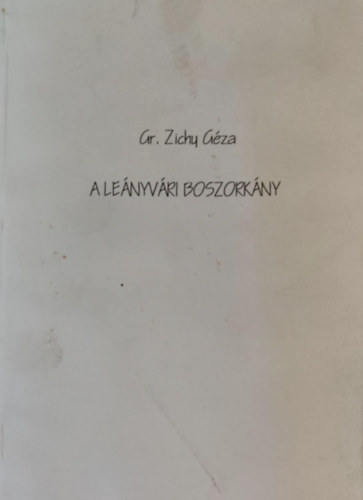 Gr. Zichy Géza
A LEÁNYVÁRI BOSZORKÁNY